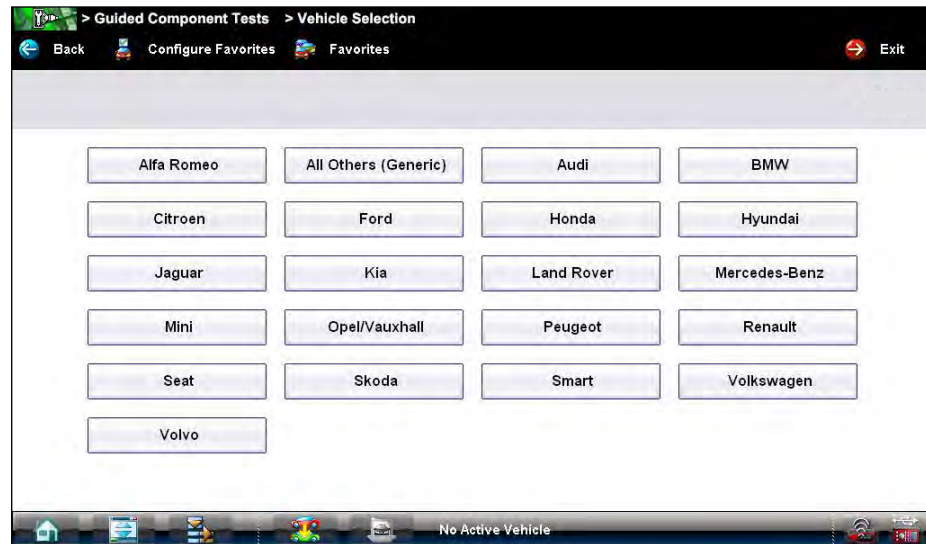 > Guided Component Tests > Vehicle Selection
Back Configure Favorites Favorites Exit
Alfa Romeo All Others (Generic) Audi BMW
Citroen Ford Honda Hyundai
Jaguar Kia Land Rover Mercedes-Benz
Mini Opel/Vauxhall Peugeot Renault
Seat Skoda Smart Volkswagen
Volvo
No Active Vehicle